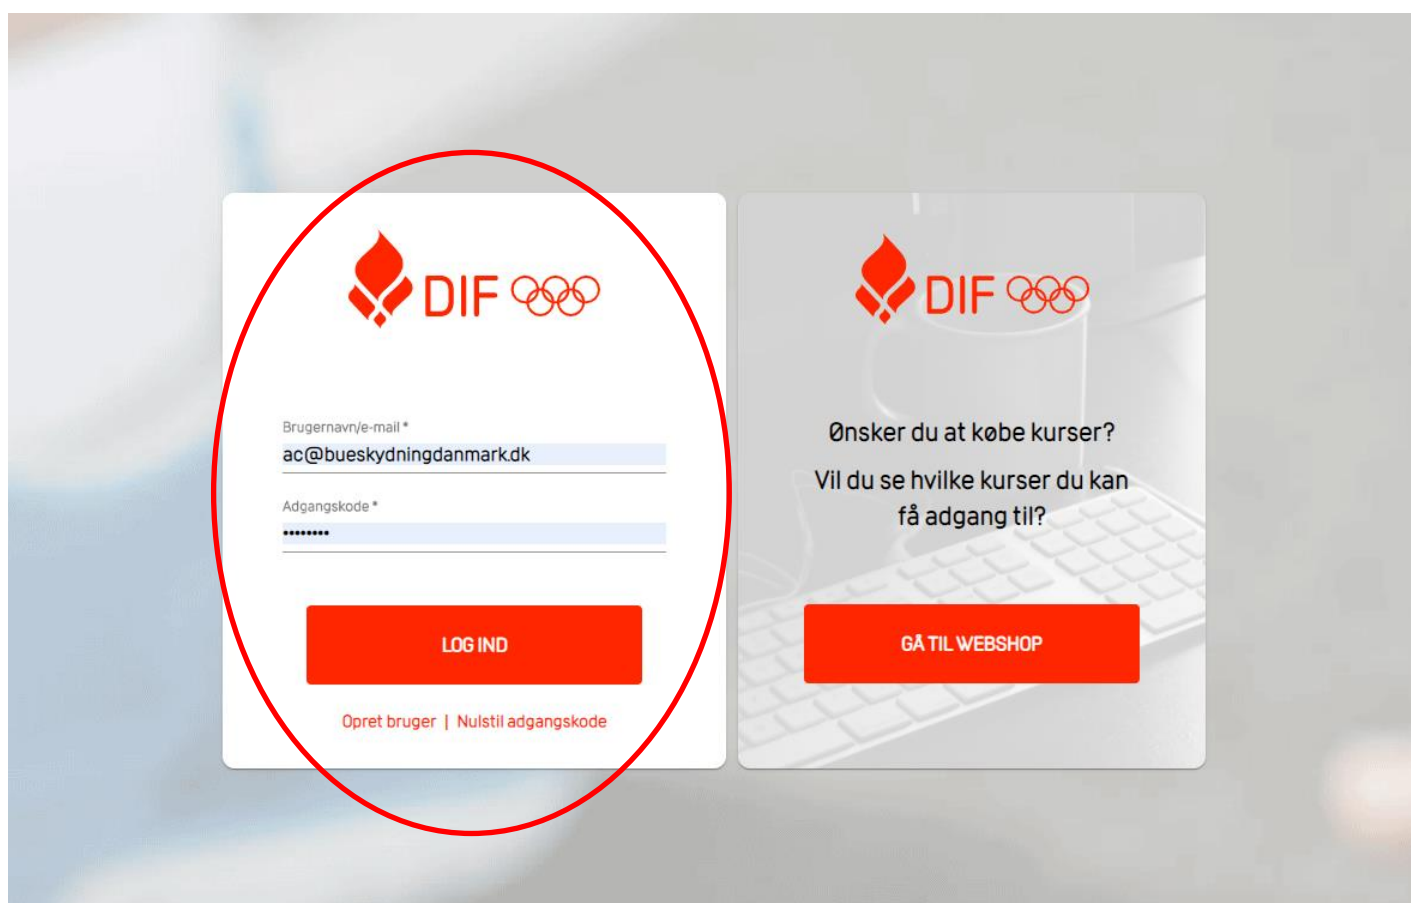 DIF
Brugernavn/e-mail *
ac@bueskydningdanmark.dk
Adgangskode *
••••••••
LOG IND
Opret bruger | Nulstil adgangskode
DIF
Ønsker du at købe kurser?
Vil du se hvilke kurser du kan
få adgang til?
GÅ TIL WEBSHOP